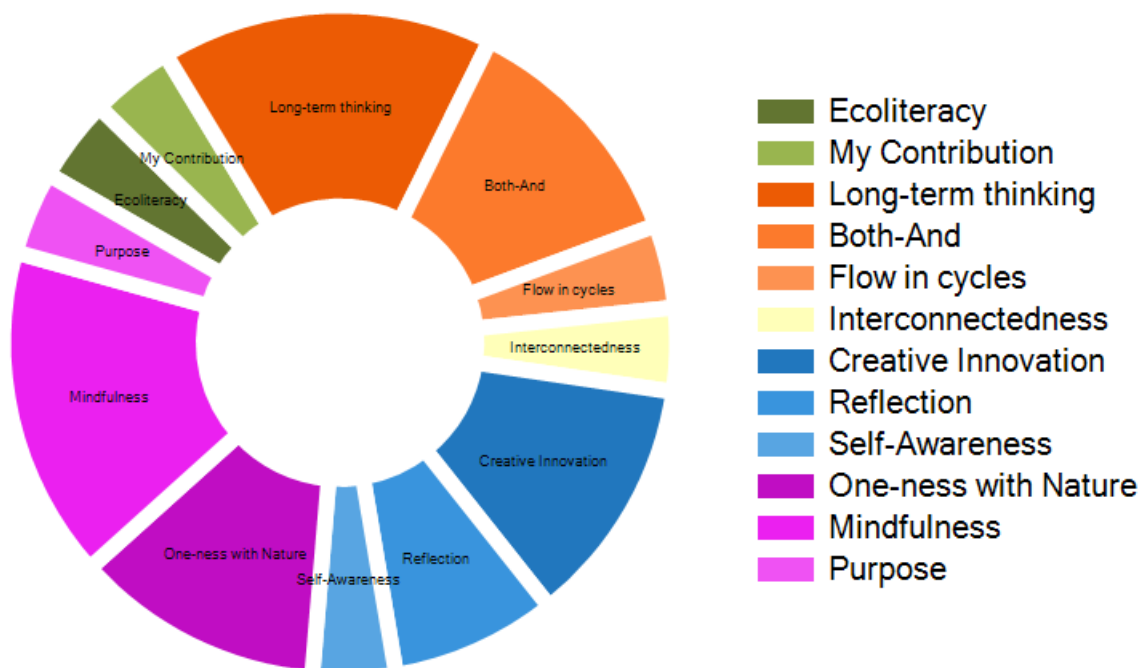 Long-term thinking
Both-And
My Contribution
Ecoliteracy
Purpose
Flow in cycles
Interconnectedness
Mindfulness
Creative Innovation
One-ness with Nature
Reflection
Self-Awareness
Ecoliteracy
My Contribution
Long-term thinking
Both-And
Flow in cycles
Interconnectedness
Creative Innovation
Reflection
Self-Awareness
One-ness with Nature
Mindfulness
Purpose